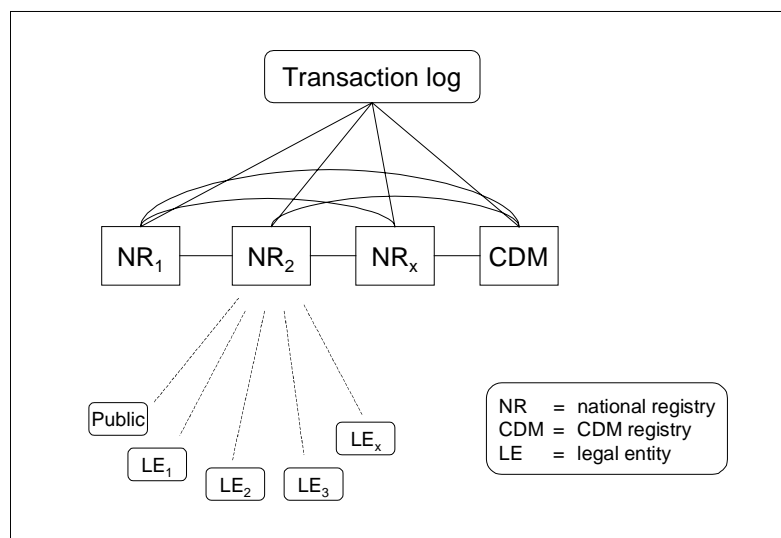 Transaction log
NR₁ NR₂ NRₓ CDM
Public
LE₁
LE₂
LE₃
LEₓ
NR = national registry
CDM = CDM registry
LE = legal entity